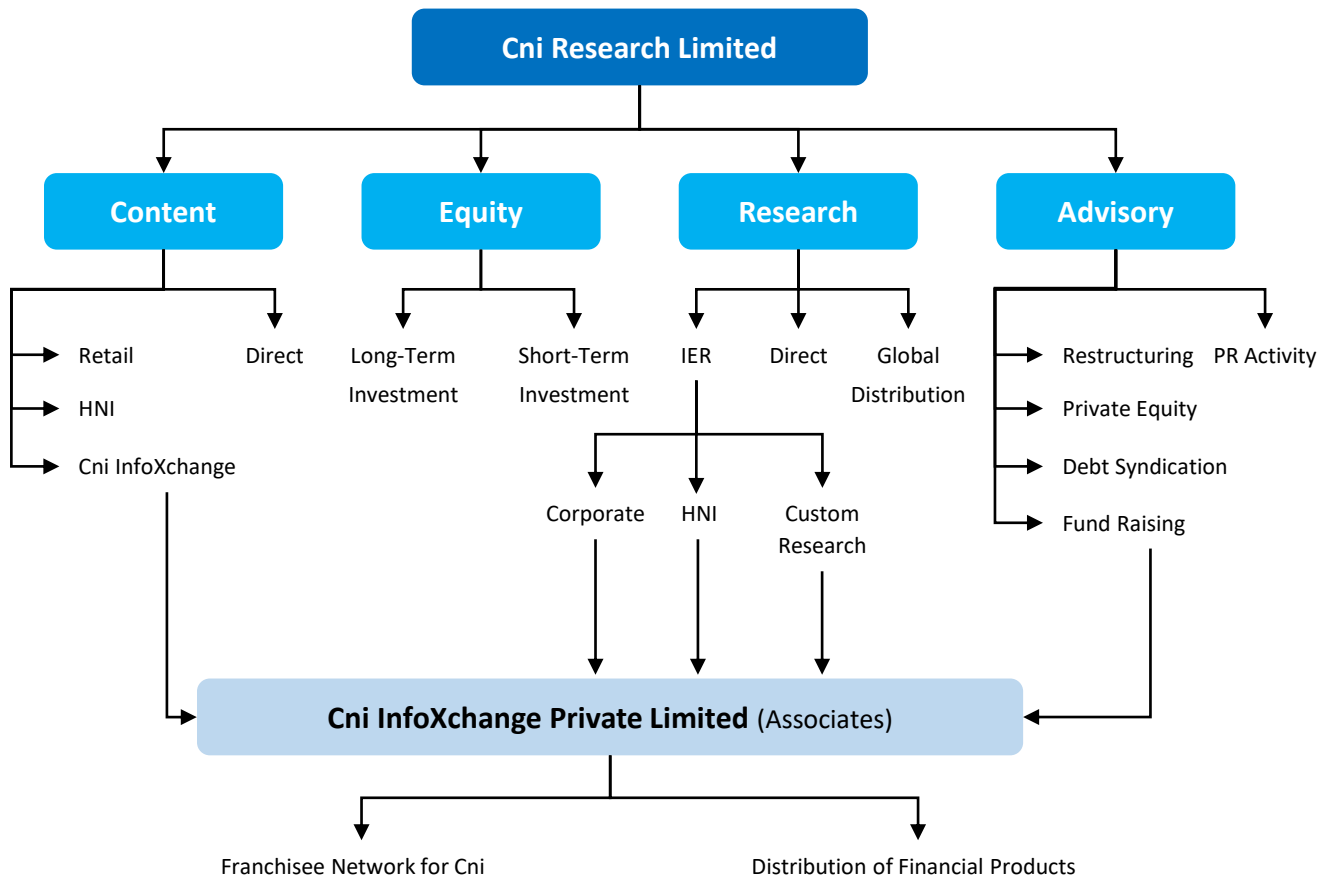 Cni Research Limited
Content
Equity
Research
Advisory
Retail
Direct
Long-Term
Investment
Short-Term
Investment
IER
Direct
Global
Distribution
Restructuring
PR Activity
HNI
Private Equity
Cni InfoXchange
Debt Syndication
Corporate
HNI
Custom
Research
Fund Raising
Cni InfoXchange Private Limited (Associates)
Franchisee Network for Cni
Distribution of Financial Products